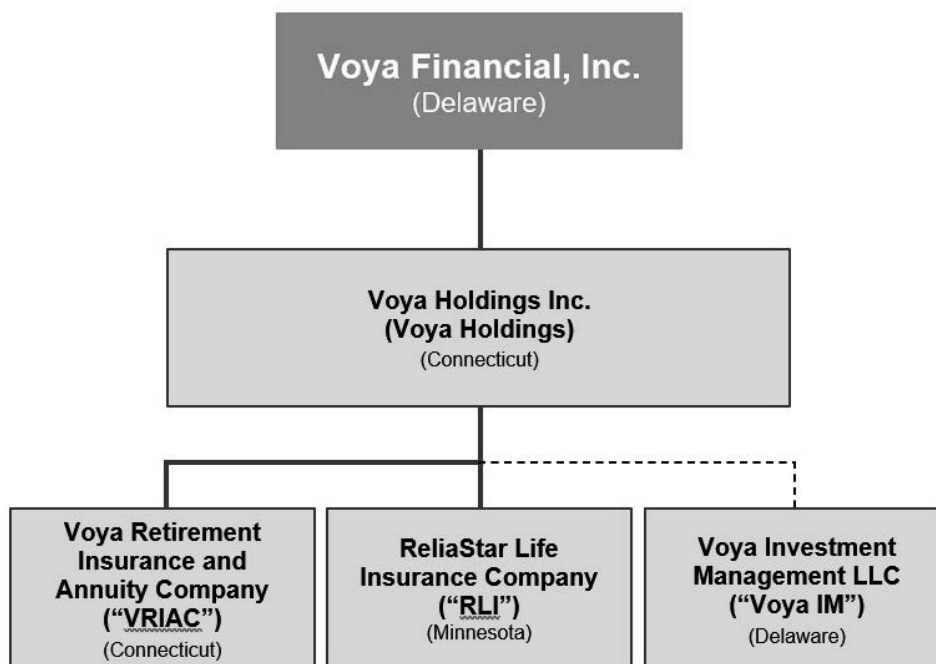 Voya Financial, Inc.
(Delaware)
Voya Holdings Inc.
(Voya Holdings)
(Connecticut)
Voya Retirement
Insurance and
Annuity Company
(“VRIAC”)
(Connecticut)
ReliaStar Life
Insurance Company
(“RLI”)
(Minnesota)
Voya Investment
Management LLC
(“Voya IM”)
(Delaware)